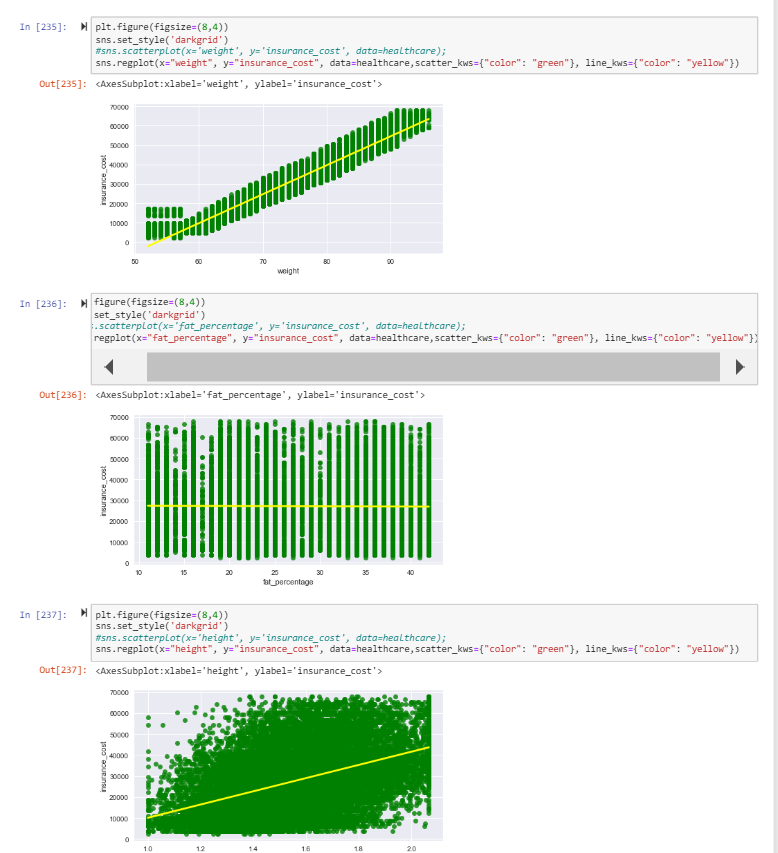 In [235]:
plt.figure(figsize=(8,4))
sns.set_style('darkgrid')
#sns.scatterplot(x='weight', y='insurance_cost', data=healthcare);
sns.regplot(x="weight", y="insurance_cost", data=healthcare,scatter_kws={"color": "green"}, line_kws={"color": "yellow"})
Out[235]: <AxesSubplot:xlabel='weight', ylabel='insurance_cost'>
70000
60000
50000
40000
30000
20000
10000
0
insurance_cost
50 60 70 80 90
weight
In [236]:
figure(figsize=(8,4))
set_style('darkgrid')
:.scatterplot(x='fat_percentage', y='insurance_cost', data=healthcare);
regplot(x="fat_percentage", y="insurance_cost", data=healthcare,scatter_kws={"color": "green"}, line_kws={"color": "yellow"})
Out[236]: <AxesSubplot:xlabel='fat_percentage', ylabel='insurance_cost'>
70000
60000
50000
40000
30000
20000
10000
0
insurance_cost
10 15 20 25 30 35 40
fat_percentage
In [237]:
plt.figure(figsize=(8,4))
sns.set_style('darkgrid')
#sns.scatterplot(x='height', y='insurance_cost', data=healthcare);
sns.regplot(x="height", y="insurance_cost", data=healthcare,scatter_kws={"color": "green"}, line_kws={"color": "yellow"})
Out[237]: <AxesSubplot:xlabel='height', ylabel='insurance_cost'>
70000
60000
50000
40000
30000
20000
10000
0
insurance_cost
1.0 1.2 1.4 1.6 1.8 2.0